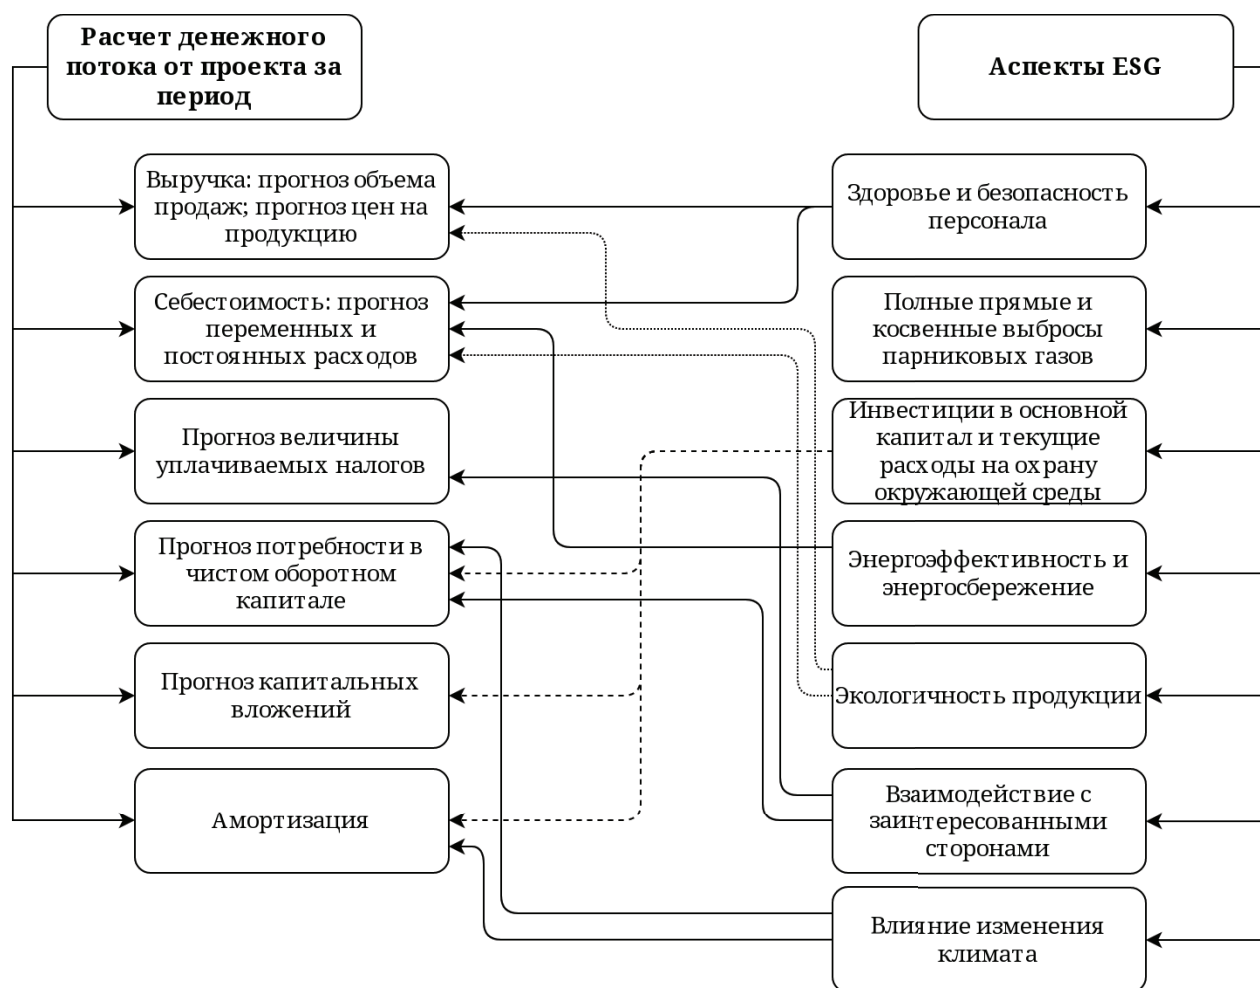 Расчет денежного
потока от проекта за
период
Аспекты ESG
Выручка: прогноз объема
продаж; прогноз цен на
продукцию
Здоровье и безопасность
персонала
Себестоимость: прогноз
переменных и
постоянных расходов
Полные прямые и
косвенные выбросы
парниковых газов
Прогноз величины
уплачиваемых налогов
Инвестиции в основной
капитал и текущие
расходы на охрану
окружающей среды
Прогноз потребности в
чистом оборотном
капитале
Энергоэффективность и
энергосбережение
Прогноз капитальных
вложений
Экологичность продукции
Амортизация
Взаимодействие с
заинтересованными
сторонами
Влияние изменения
климата